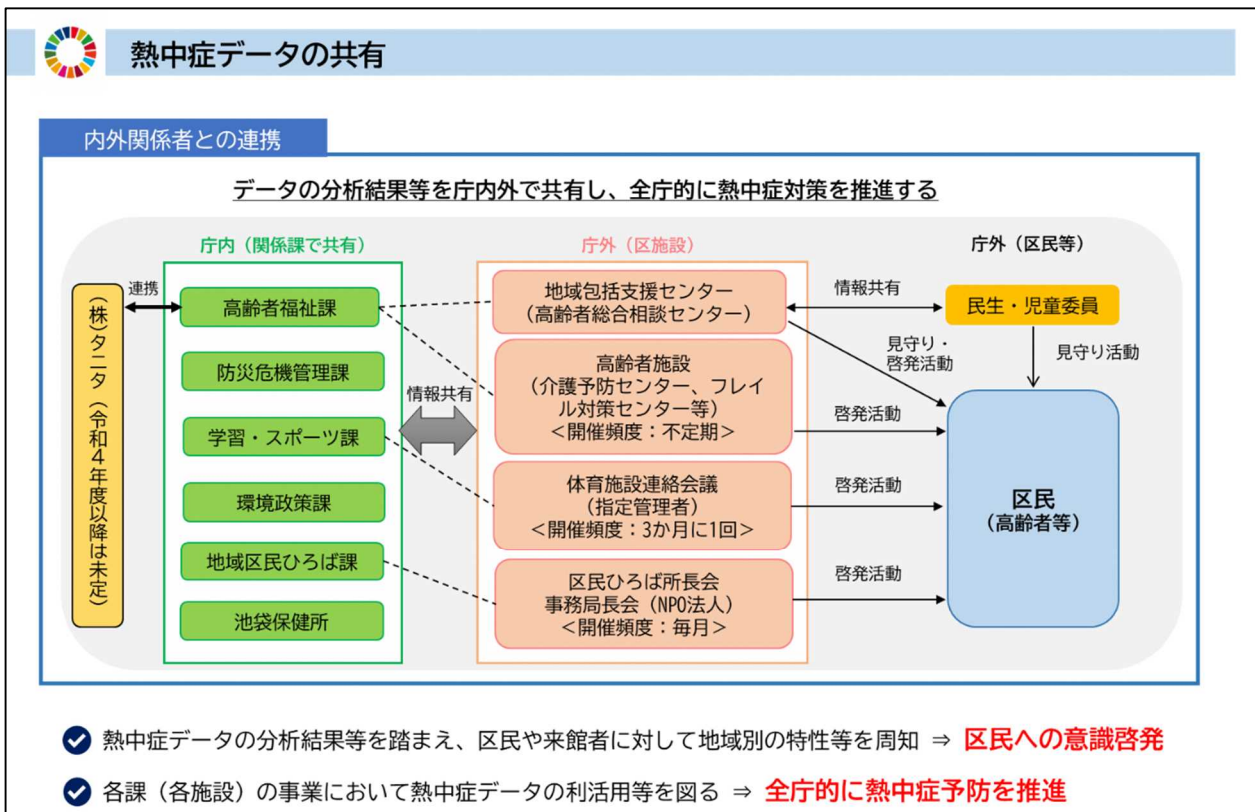 熱中症データの共有
内外関係者との連携
データの分析結果等を庁内外で共有し、全庁的に熱中症対策を推進する
庁内（関係課で共有）
庁外（区施設）
庁外（区民等）
（株）タニタ（令和４年度以降は未定）
連携
高齢者福祉課
防災危機管理課
学習・スポーツ課
環境政策課
地域区民ひろば課
池袋保健所
情報共有
地域包括支援センター
（高齢者総合相談センター）
高齢者施設
（介護予防センター、フレイ
ル対策センター等）
＜開催頻度：不定期＞
体育施設連絡会議
（指定管理者）
＜開催頻度：3か月に1回＞
区民ひろば所長会
事務局長会（NPO法人）
＜開催頻度：毎月＞
情報共有
見守り・
啓発活動
啓発活動
啓発活動
啓発活動
民生・児童委員
見守り活動
区民
（高齢者等）
熱中症データの分析結果等を踏まえ、区民や来館者に対して地域別の特性等を周知 ⇒ 区民への意識啓発
各課（各施設）の事業において熱中症データの利活用等を図る ⇒ 全庁的に熱中症予防を推進